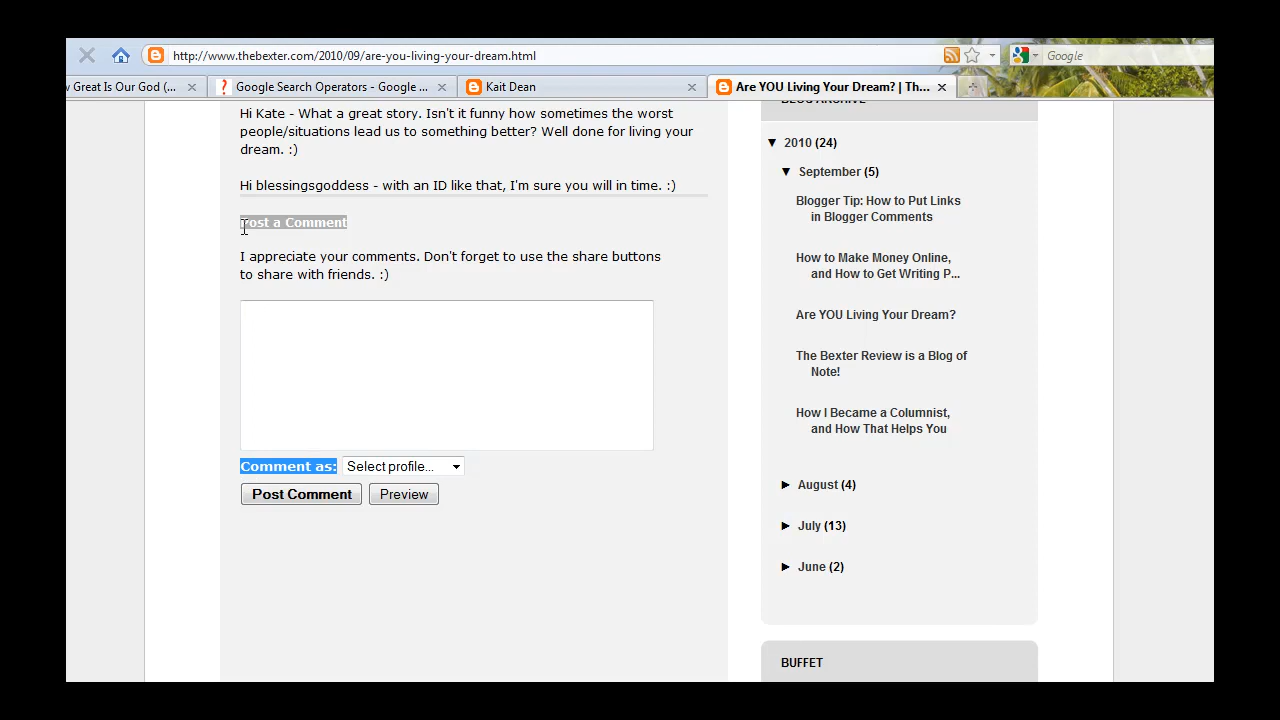 http://www.thebexter.com/2010/09/are-you-living-your-dream.html
Google
w Great Is Our God (...
Google Search Operators - Google ...
Kait Dean
Are YOU Living Your Dream? | Th...
Hi Kate - What a great story. Isn't it funny how sometimes the worst
people/situations lead us to something better? Well done for living your
dream. :)
Hi blessingsgoddess - with an ID like that, I'm sure you will in time. :)
Post a Comment
I appreciate your comments. Don't forget to use the share buttons
to share with friends. :)
Comment as: Select profile...
Post Comment Preview
BLOG ARCHIVE
▼ 2010 (24)
▼ September (5)
Blogger Tip: How to Put Links
in Blogger Comments
How to Make Money Online,
and How to Get Writing P...
Are YOU Living Your Dream?
The Bexter Review is a Blog of
Note!
How I Became a Columnist,
and How That Helps You
► August (4)
► July (13)
► June (2)
BUFFET